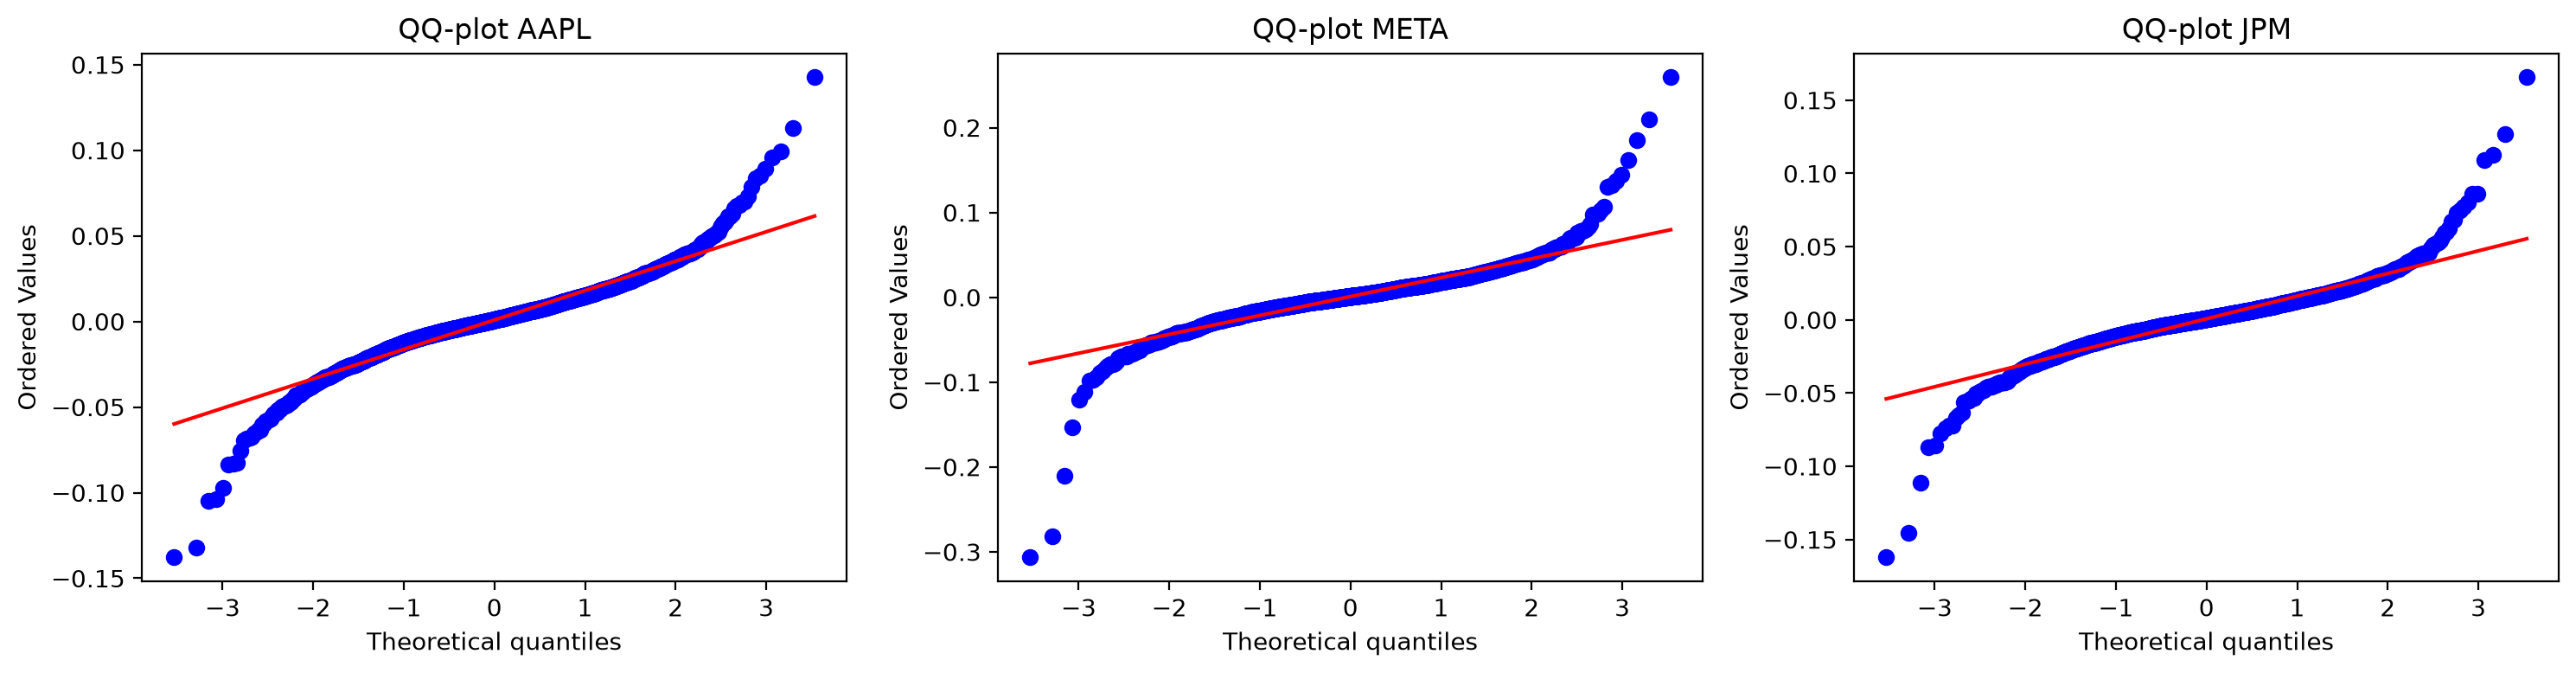 QQ-plot AAPL
0.15
0.10
0.05
0.00
−0.05
−0.10
−0.15
Ordered Values
−3 −2 −1 0 1 2 3
Theoretical quantiles
QQ-plot META
0.2
0.1
0.0
−0.1
−0.2
−0.3
Ordered Values
−3 −2 −1 0 1 2 3
Theoretical quantiles
QQ-plot JPM
0.15
0.10
0.05
0.00
−0.05
−0.10
−0.15
Ordered Values
−3 −2 −1 0 1 2 3
Theoretical quantiles